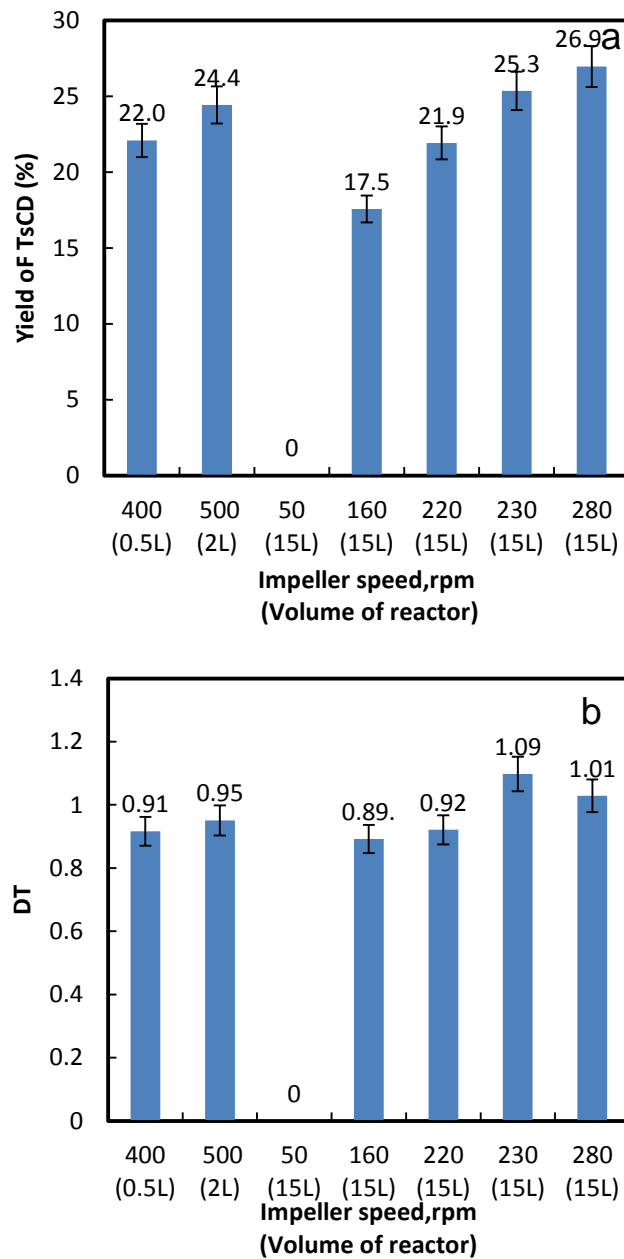 a
30
25
20
15
10
5
0
Yield oF TsCD (%)
22.0
24.4
0
17.5
21.9
25.3
26.9
400 500 50 160 220 230 280
(0.5L) (2L) (15L) (15L) (15L) (15L) (15L)
Impeller speed,rpm
(Volume of reactor)
b
1.4
1.2
1
0.8
0.6
0.4
0.2
0
DT
0.91
0.95
0
0.89.
0.92
1.09
1.01
400 500 50 160 220 230 280
(0.5L) (2L) (15L) (15L) (15L) (15L) (15L)
Impeller speed,rpm
(Volume of reactor)